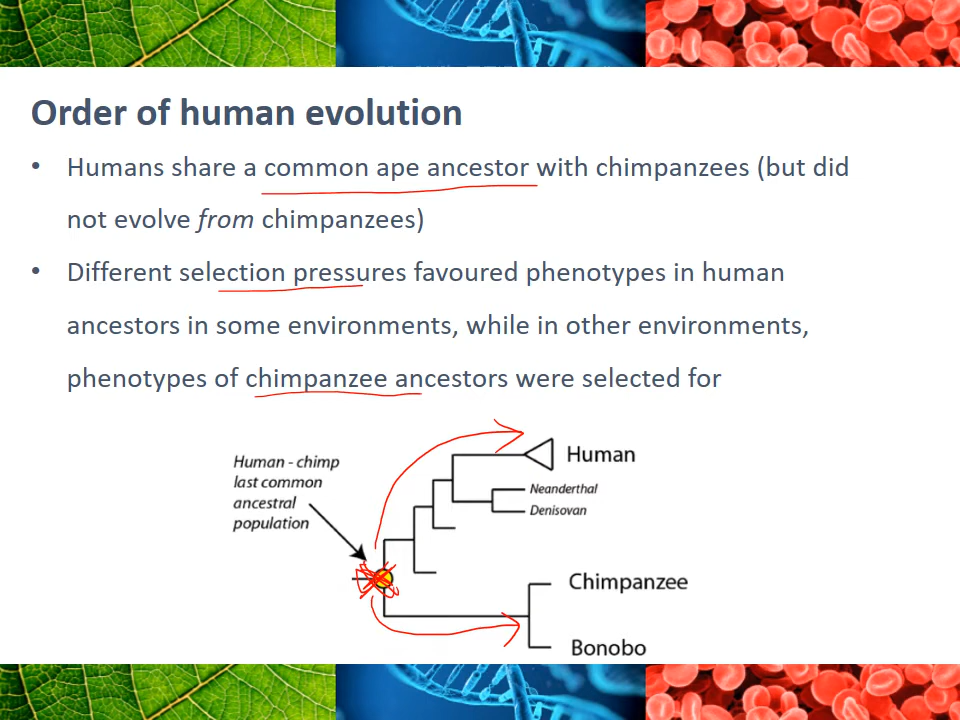 Order of human evolution
• Humans share a common ape ancestor with chimpanzees (but did
not evolve from chimpanzees)
• Different selection pressures favoured phenotypes in human
ancestors in some environments, while in other environments,
phenotypes of chimpanzee ancestors were selected for
Human - chimp
last common
ancestral
population
Human
Neanderthal
Denisovan
Chimpanzee
Bonobo